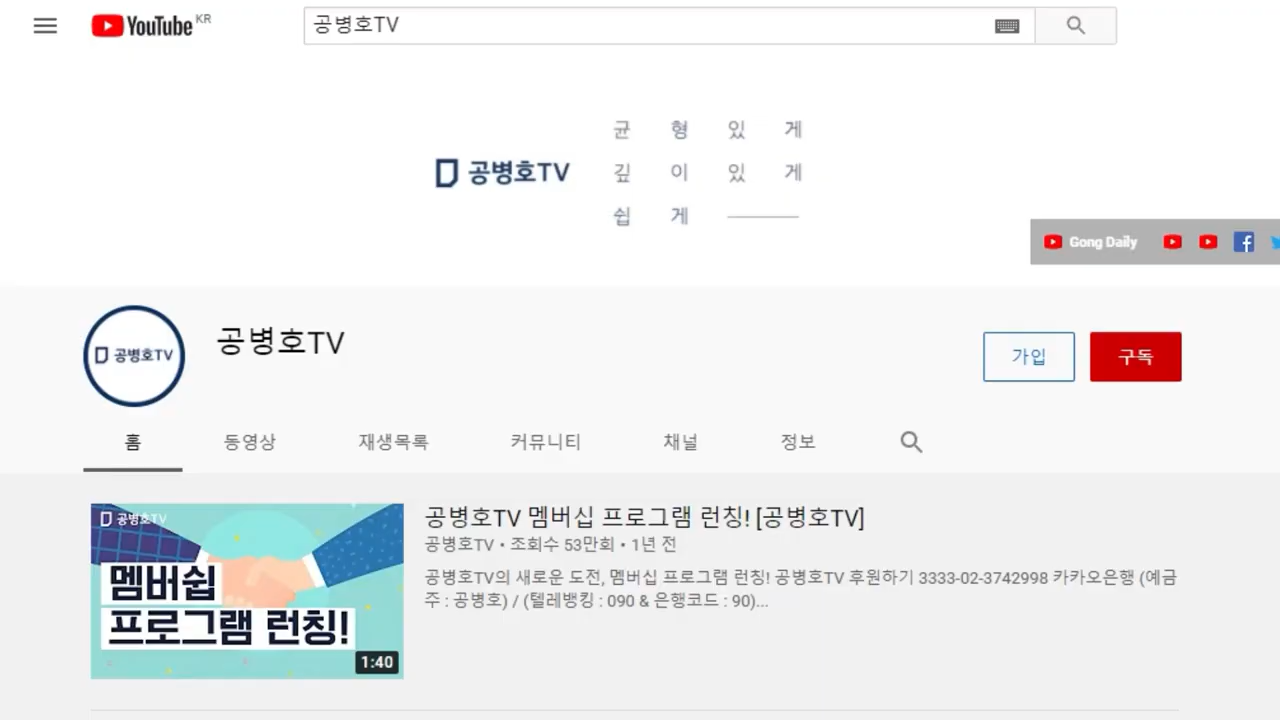 YouTube KR
공병호TV
균 형 있 게
공병호TV
깊 이 있 게
쉽 게
Gong Daily
공병호TV
공병호TV
가입
구독
홈
동영상
재생목록
커뮤니티
채널
정보
공병호TV
멤버쉽
프로그램 런칭!
1:40
공병호TV 멤버십 프로그램 런칭! [공병호TV]
공병호TV • 조회수 53만회 • 1년 전
공병호TV의 새로운 도전, 멤버십 프로그램 런칭! 공병호TV 후원하기 3333-02-3742998 카카오은행 (예금
주 : 공병호) / (텔레뱅킹 : 090 & 은행코드 : 90)...